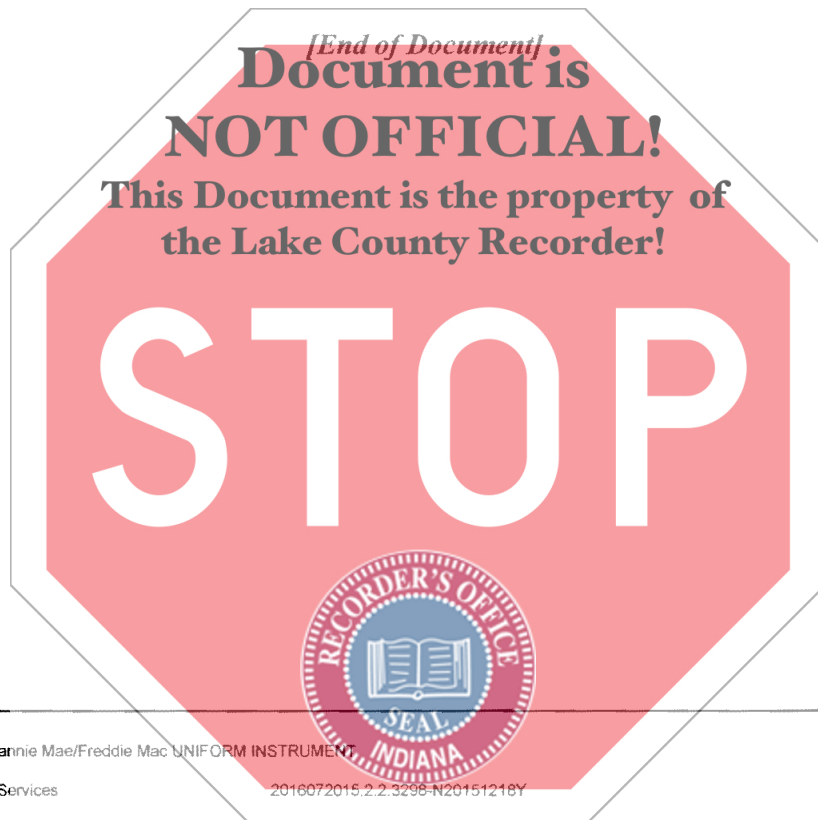 [End of Document]
Document is
NOT OFFICIAL!
This Document is the property of
the Lake County Recorder!
STOP
RECORDER'S OFFICE
SEAL
INDIANA
annie Mae/Freddie Mac UNIFORM INSTRUMENT
Services 2016072015.2.2.3298-N20151218Y